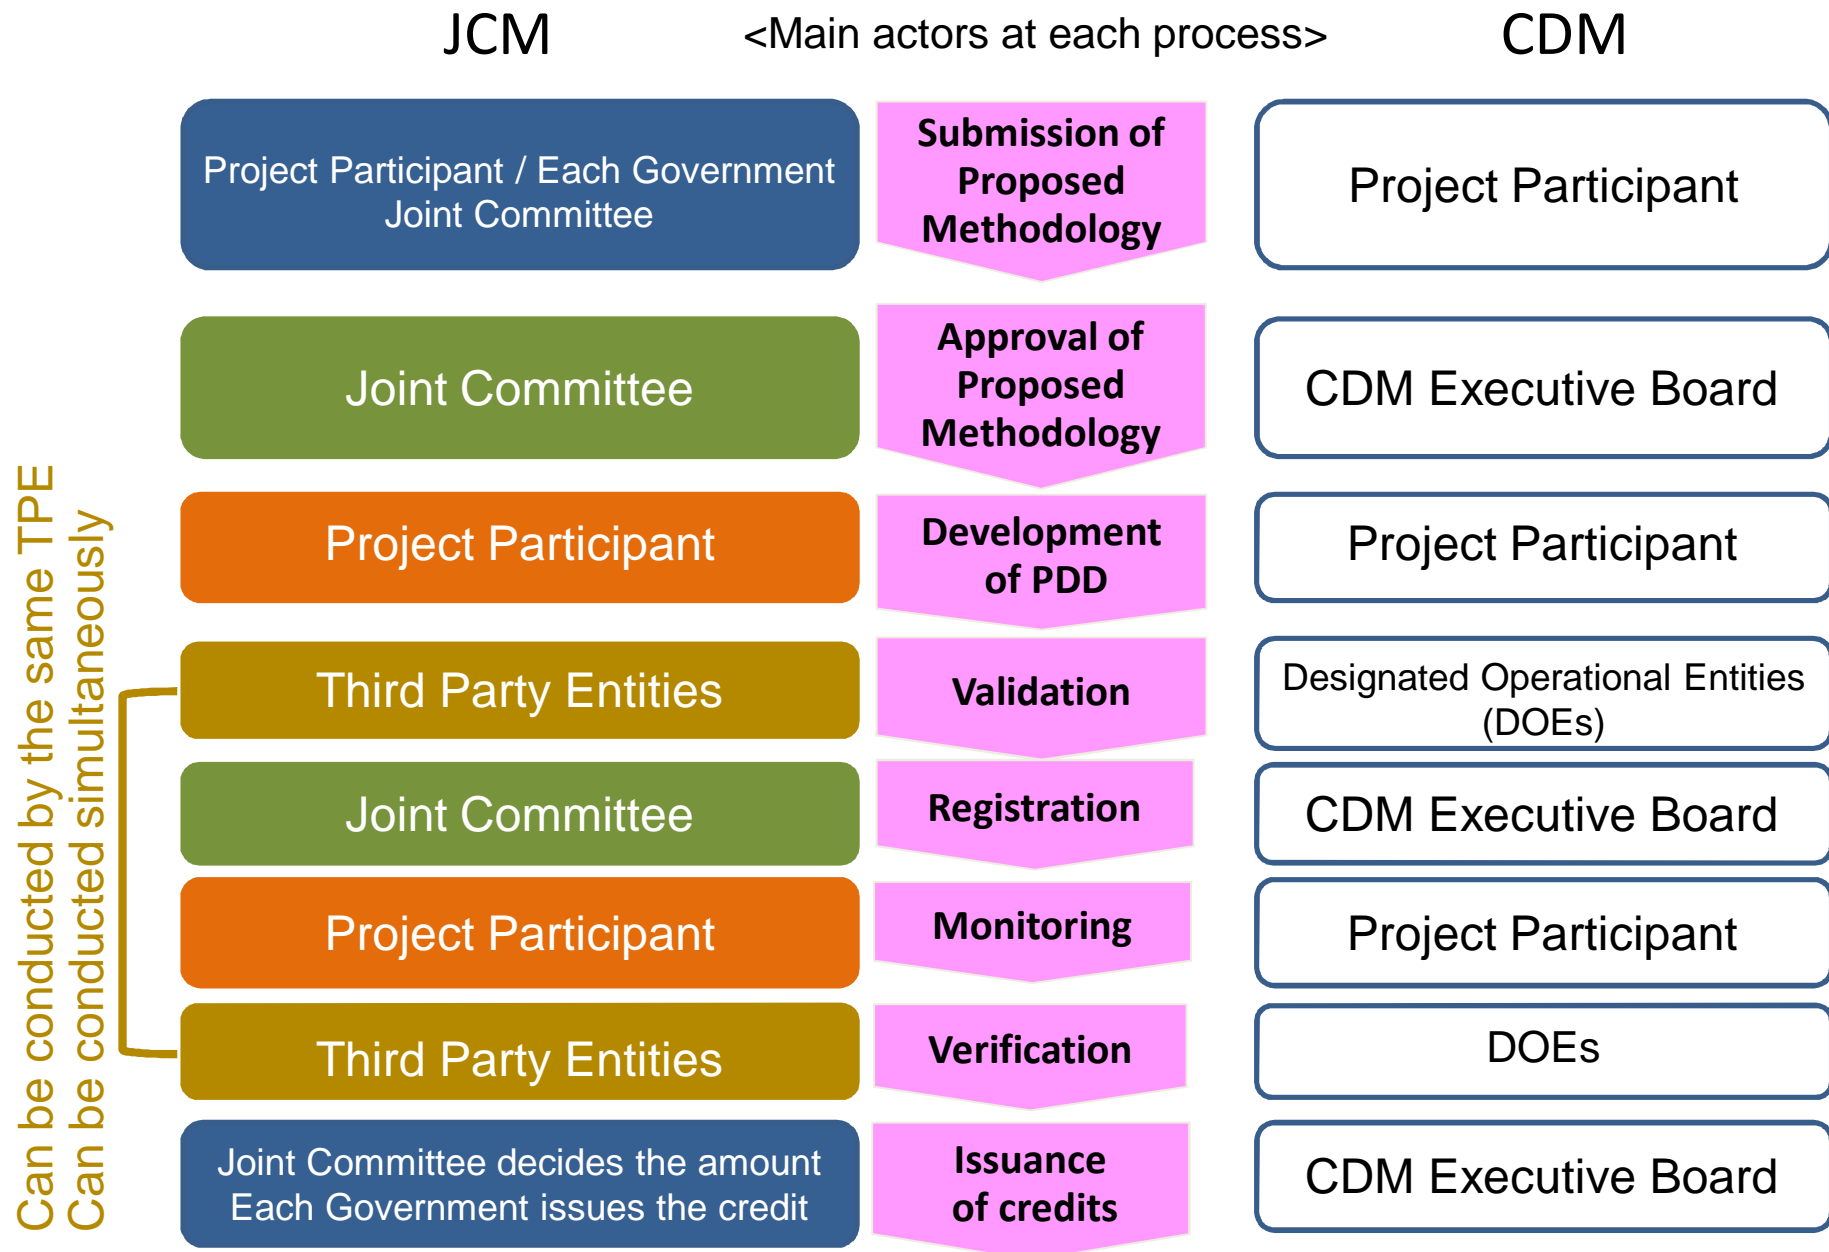 JCM
<Main actors at each process>
CDM
Project Participant / Each Government
Joint Committee
Submission of
Proposed
Methodology
Project Participant
Joint Committee
Approval of
Proposed
Methodology
CDM Executive Board
Project Participant
Development
of PDD
Project Participant
Third Party Entities
Validation
Designated Operational Entities
(DOEs)
Joint Committee
Registration
CDM Executive Board
Project Participant
Monitoring
Project Participant
Third Party Entities
Verification
DOEs
Joint Committee decides the amount
Each Government issues the credit
Issuance
of credits
CDM Executive Board
Can be conducted by the same TPE
Can be conducted simultaneously